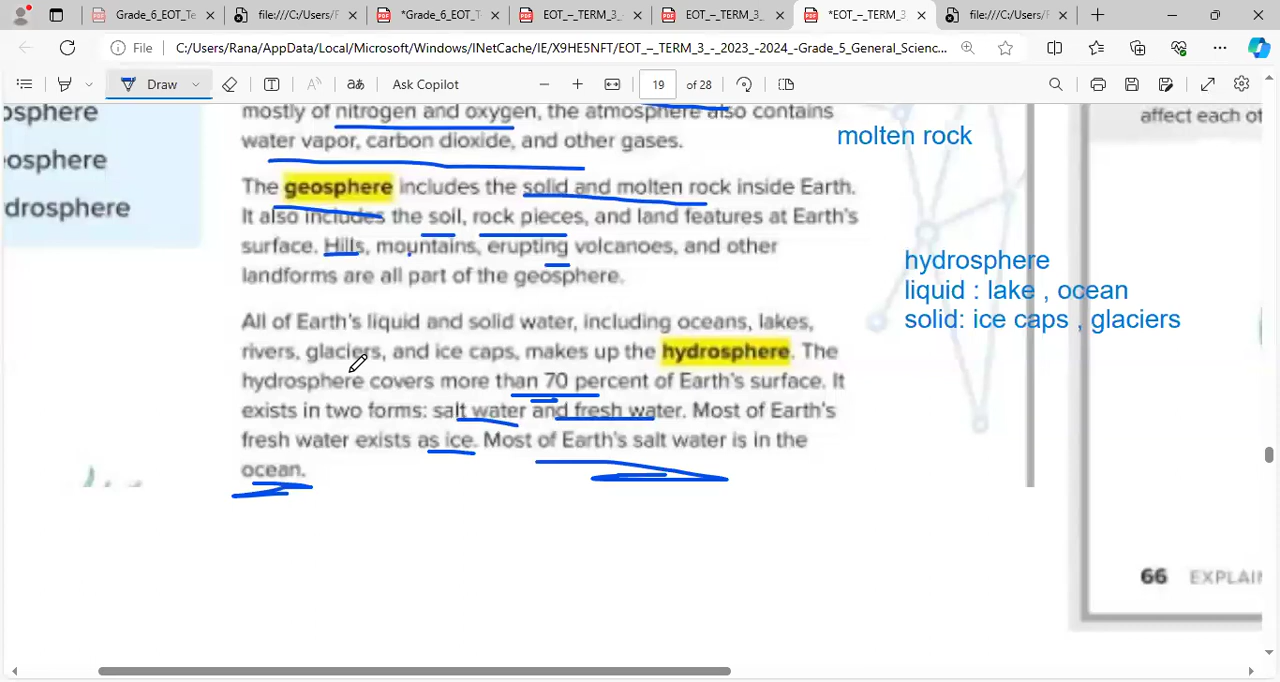 Grade_6_EOT_Te
file:///C:/Users/F
*Grade_6_EOT_T
EOT_–_TERM_3_-
EOT_–_TERM_3_
*EOT_–_TERM_3
file:///C:/Users/F
File
C:/Users/Rana/AppData/Local/Microsoft/Windows/INetCache/IE/X9HE5NFT/EOT_–_TERM_3_-_2023_-2024_-Grade_5_General_Scienc...
Draw
Ask Copilot
19
of 28
osphere
eosphere
drosphere
mostly of nitrogen and oxygen, the atmosphere also contains
water vapor, carbon dioxide, and other gases.
The geosphere includes the solid and molten rock inside Earth.
It also includes the soil, rock pieces, and land features at Earth's
surface. Hills, mountains, erupting volcanoes, and other
landforms are all part of the geosphere.
All of Earth's liquid and solid water, including oceans, lakes,
rivers, glaciers, and ice caps, makes up the hydrosphere. The
hydrosphere covers more than 70 percent of Earth's surface. It
exists in two forms: salt water and fresh water. Most of Earth's
fresh water exists as ice. Most of Earth's salt water is in the
ocean.
molten rock
hydrosphere
liquid : lake , ocean
solid: ice caps , glaciers
affect each ot
66 EXPLAI